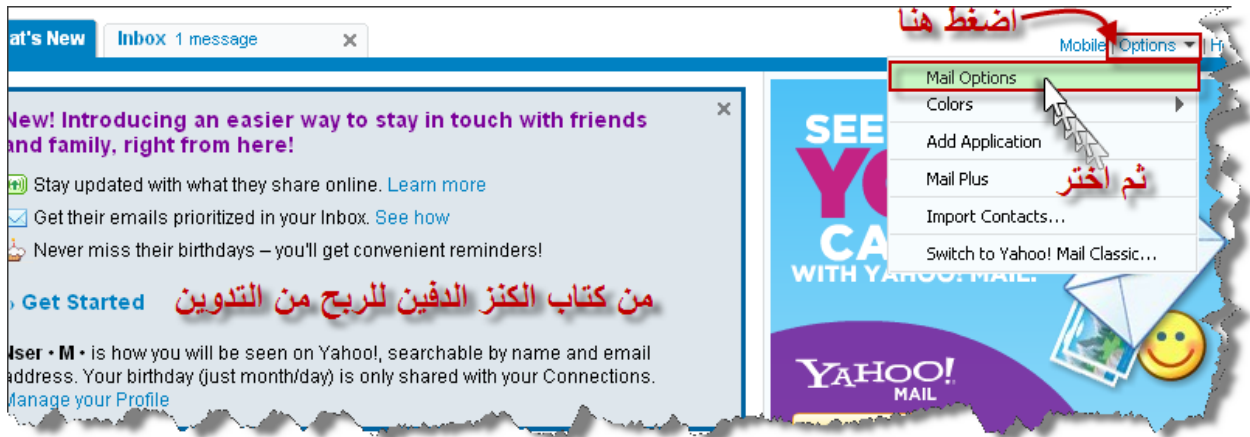 اضغط هنا
at's New
Inbox 1 message
Mobile | Options | H
Mail Options
Colors
Add Application
Mail Plus
ثم اختر
Import Contacts...
Switch to Yahoo! Mail Classic...
New! Introducing an easier way to stay in touch with friends
and family, right from here!
Stay updated with what they share online. Learn more
Get their emails prioritized in your Inbox. See how
Never miss their birthdays – you'll get convenient reminders!
Get Started
من كتاب الكنز الدفين للربح من التدوين
User • M • is how you will be seen on Yahoo!, searchable by name and email
address. Your birthday (just month/day) is only shared with your Connections.
Manage your Profile
SEE
YO
CA
WITH YAHOO! MAIL.
YAHOO!
MAIL